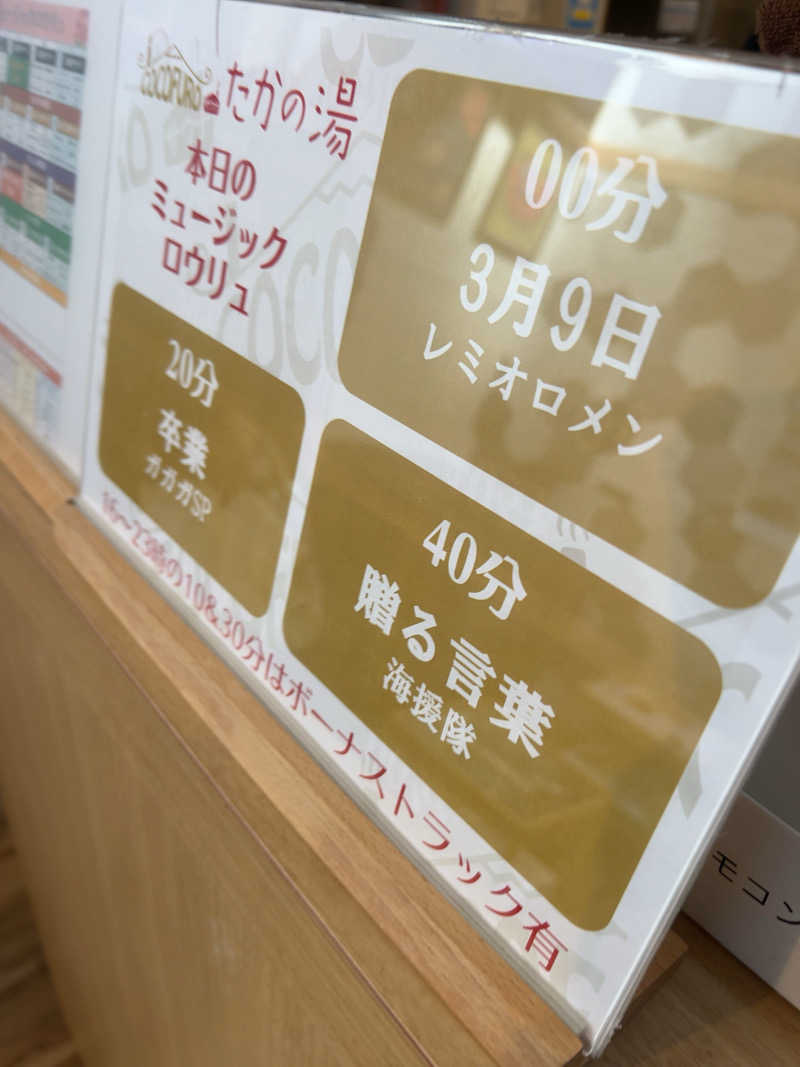 COCOFURO
たかの湯
本日の
ミュージック
ロウリュ
00分
3月9日
レミオロメン
20分
卒業
ガガガSP
40分
贈る言葉
海援隊
16~23時の10&30分はボーナストラック有
モコン